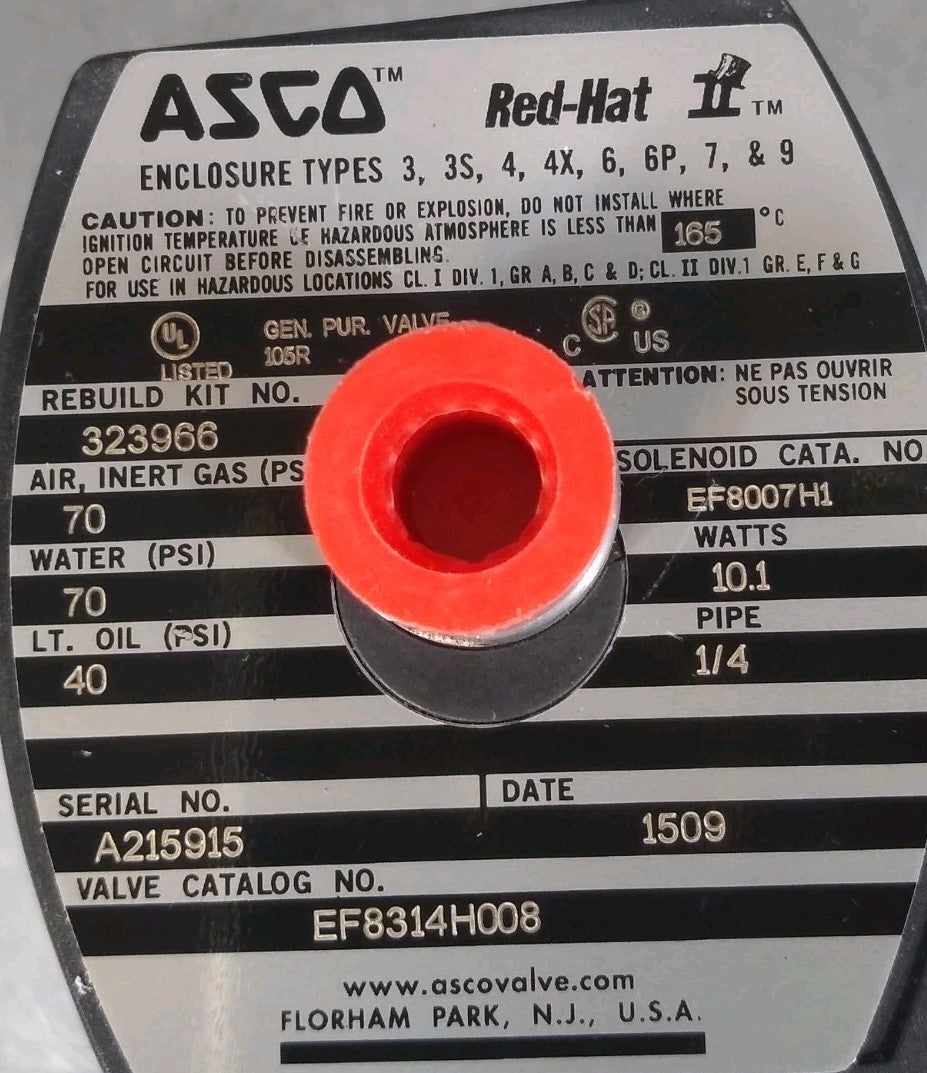 ASCO™ Red-Hat II™
ENCLOSURE TYPES 3, 3S, 4, 4X, 6, 6P, 7, & 9
CAUTION: TO PREVENT FIRE OR EXPLOSION, DO NOT INSTALL WHERE
IGNITION TEMPERATURE OF HAZARDOUS ATMOSPHERE IS LESS THAN 165 °C
OPEN CIRCUIT BEFORE DISASSEMBLING.
FOR USE IN HAZARDOUS LOCATIONS CL. I DIV. 1, GR A, B, C & D; CL. II DIV.1 GR. E, F & G
UL LISTED
GEN. PUR. VALVE
105R
C SA ® US
ATTENTION: NE PAS OUVRIR
SOUS TENSION
REBUILD KIT NO.
323966
AIR, INERT GAS (PS
70
WATER (PSI)
70
LT. OIL (PSI)
40
SOLENOID CATA. NO
EF8007H1
WATTS
10.1
PIPE
1/4
SERIAL NO.
A215915
DATE
1509
VALVE CATALOG NO.
EF8314H008
www.ascovalve.com
FLORHAM PARK, N.J., U.S.A.